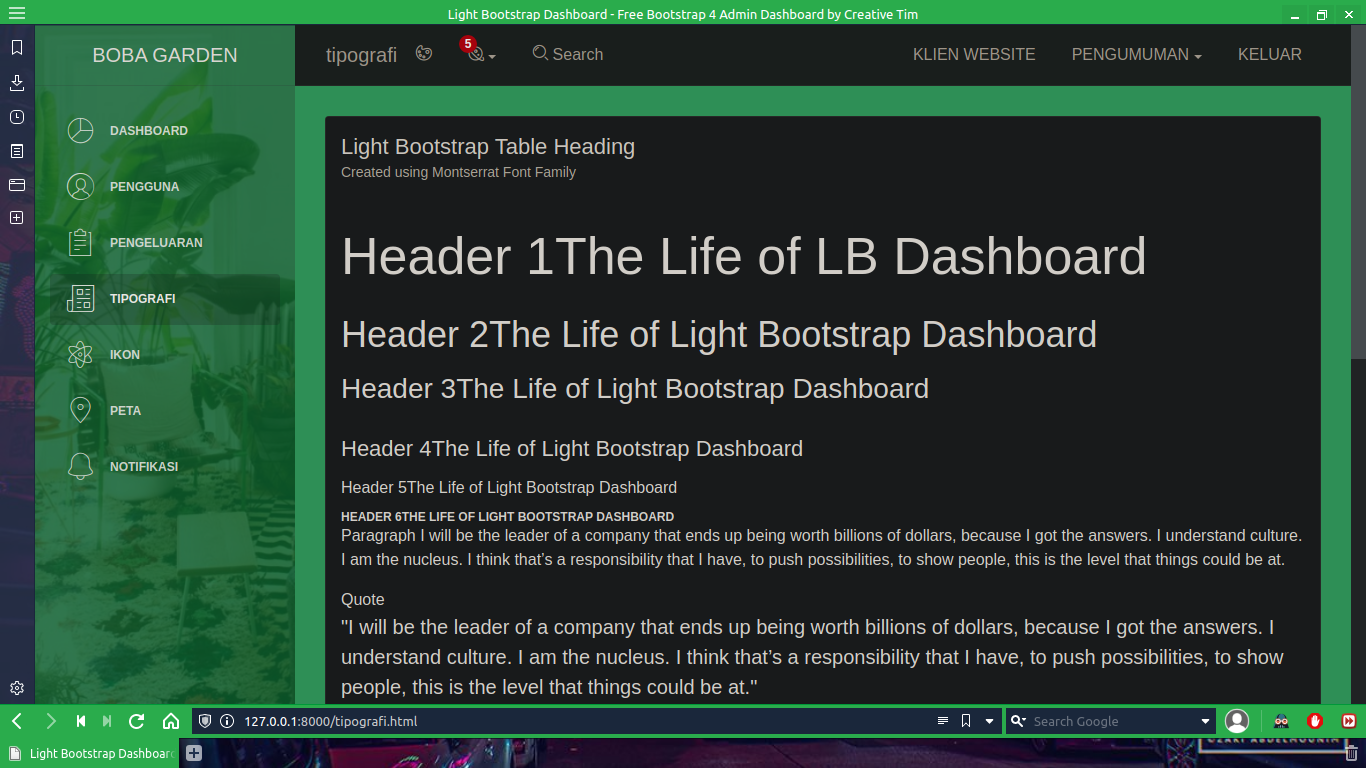 Light Bootstrap Dashboard - Free Bootstrap 4 Admin Dashboard by Creative Tim
BOBA GARDEN
tipografi
5
Search
KLIEN WEBSITE
PENGUMUMAN
KELUAR
DASHBOARD
PENGGUNA
PENGELUARAN
TIPOGRAFI
IKON
PETA
NOTIFIKASI
Light Bootstrap Table Heading
Created using Montserrat Font Family
Header 1The Life of LB Dashboard
Header 2The Life of Light Bootstrap Dashboard
Header 3The Life of Light Bootstrap Dashboard
Header 4The Life of Light Bootstrap Dashboard
Header 5The Life of Light Bootstrap Dashboard
HEADER 6THE LIFE OF LIGHT BOOTSTRAP DASHBOARD
Paragraph I will be the leader of a company that ends up being worth billions of dollars, because I got the answers. I understand culture.
I am the nucleus. I think that’s a responsibility that I have, to push possibilities, to show people, this is the level that things could be at.
Quote
"I will be the leader of a company that ends up being worth billions of dollars, because I got the answers. I
understand culture. I am the nucleus. I think that’s a responsibility that I have, to push possibilities, to show
people, this is the level that things could be at."
127.0.0.1:8000/tipografi.html
Search Google
Light Bootstrap Dashboar